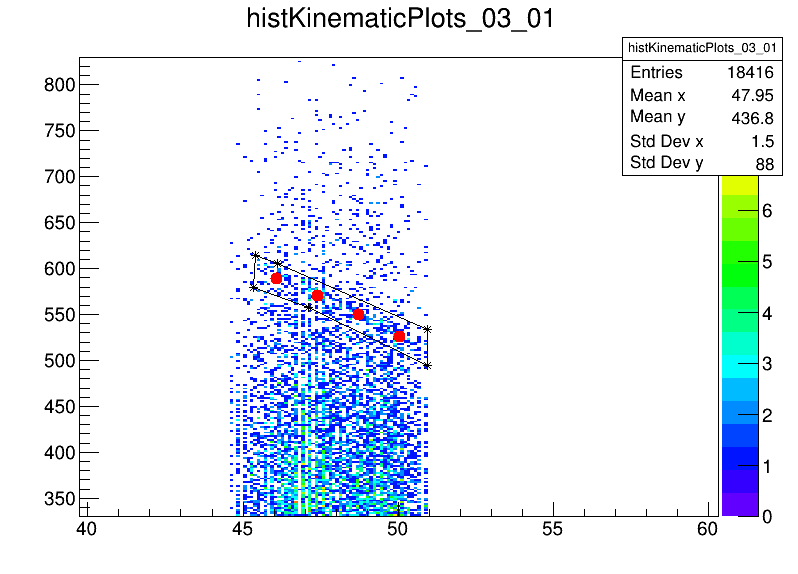 histKinematicPlots_03_01
histKinematicPlots_03_01
Entries 18416
Mean x 47.95
Mean y 436.8
Std Dev x 1.5
Std Dev y 88
800
750
700
650
600
550
500
450
400
350
40 45 50 55 60
6
5
4
3
2
1
0